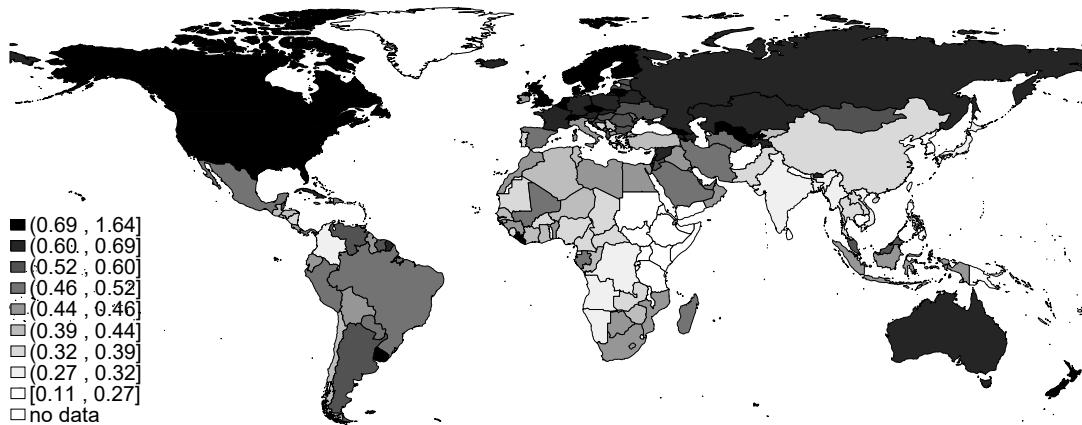 (0.69 , 1.64]
(0.60 , 0.69]
(0.52 , 0.60]
(0.46 , 0.52]
(0.44 , 0.46]
(0.39 , 0.44]
(0.32 , 0.39]
(0.27 , 0.32]
[0.11 , 0.27]
no data